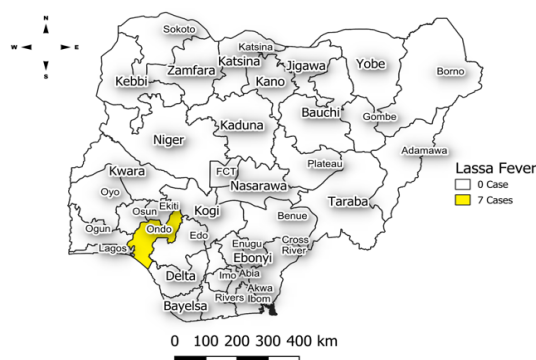 N
W E
S
Sokoto
Katsina
Zamfara
Katsina
Jigawa
Yobe
Borno
Kebbi
Kano
Bauchi
Gombe
Kaduna
Niger
Adamawa
Plateau
FCT
Nasarawa
Kwara
Taraba
Oyo
Kogi
Benue
Osun
Ekiti
Ogun
Ondo
Edo
Lagos
Enugu
Cross
River
Ebonyi
Delta
Imo
Abia
Akwa
Ibom
Rivers
Bayelsa
Lassa Fever
0 Case
7 Cases
0 100 200 300 400 km